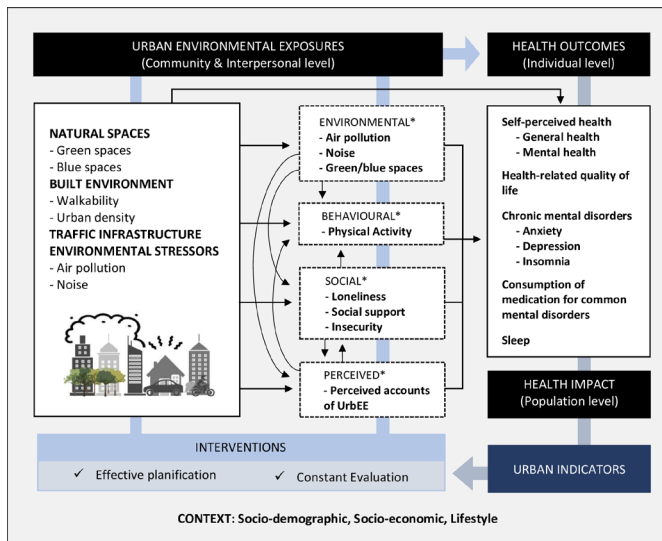 URBAN ENVIRONMENTAL EXPOSURES
(Community & Interpersonal level)
HEALTH OUTCOMES
(Individual level)
NATURAL SPACES
- Green spaces
- Blue spaces
BUILT ENVIRONMENT
- Walkability
- Urban density
TRAFFIC INFRASTRUCTURE
ENVIRONMENTAL STRESSORS
- Air pollution
- Noise
ENVIRONMENTAL*
- Air pollution
- Noise
- Green/blue spaces
BEHAVIOURAL*
- Physical Activity
SOCIAL*
- Loneliness
- Social support
- Insecurity
PERCEIVED*
- Perceived accounts
of UrbEE
Self-perceived health
- General health
- Mental health
Health-related quality of
life
Chronic mental disorders
- Anxiety
- Depression
- Insomnia
Consumption of
medication for common
mental disorders
Sleep
HEALTH IMPACT
(Population level)
INTERVENTIONS
✓ Effective planification
✓ Constant Evaluation
URBAN INDICATORS
CONTEXT: Socio-demographic, Socio-economic, Lifestyle